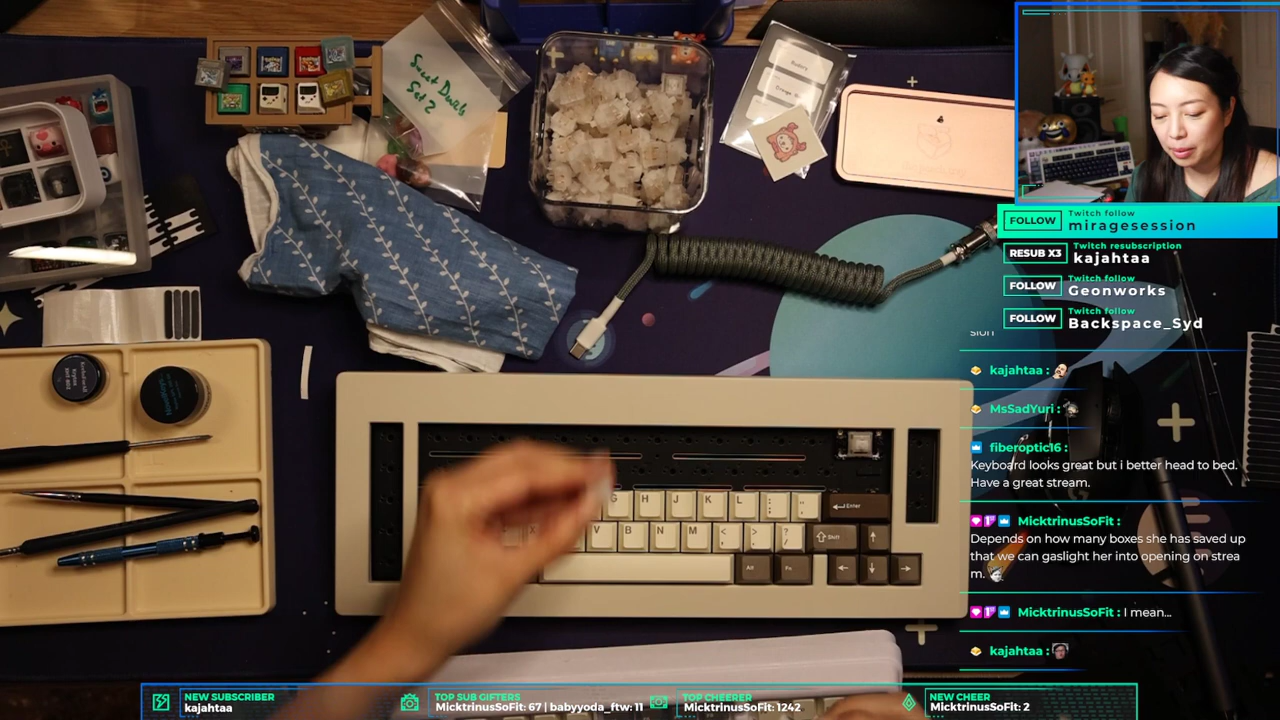 Sweet Devils
Set 2
FOLLOW
Twitch follow
miragesession
RESUB X3
Twitch resubscription
kajahtaa
FOLLOW
Twitch follow
Geonworks
FOLLOW
Twitch follow
Backspace_Syd
kajahtaa :
MsSadYuri :
fiberoptic16 :
Keyboard looks great but i better head to bed.
Have a great stream.
MicktrinusSoFit :
Depends on how many boxes she has saved up
that we can gaslight her into opening on strea
m.
MicktrinusSoFit : I mean...
kajahtaa :
G H J K L : ; " '
Enter
V B N M < , > . ? /
Shift ↑
Alt Fn ← ↓ →
NEW SUBSCRIBER
kajahtaa
TOP SUB GIFTERS
MicktrinusSoFit: 67 | babyyoda_ftw: 11
TOP CHEERER
MicktrinusSoFit: 1242
NEW CHEER
MicktrinusSoFit: 2